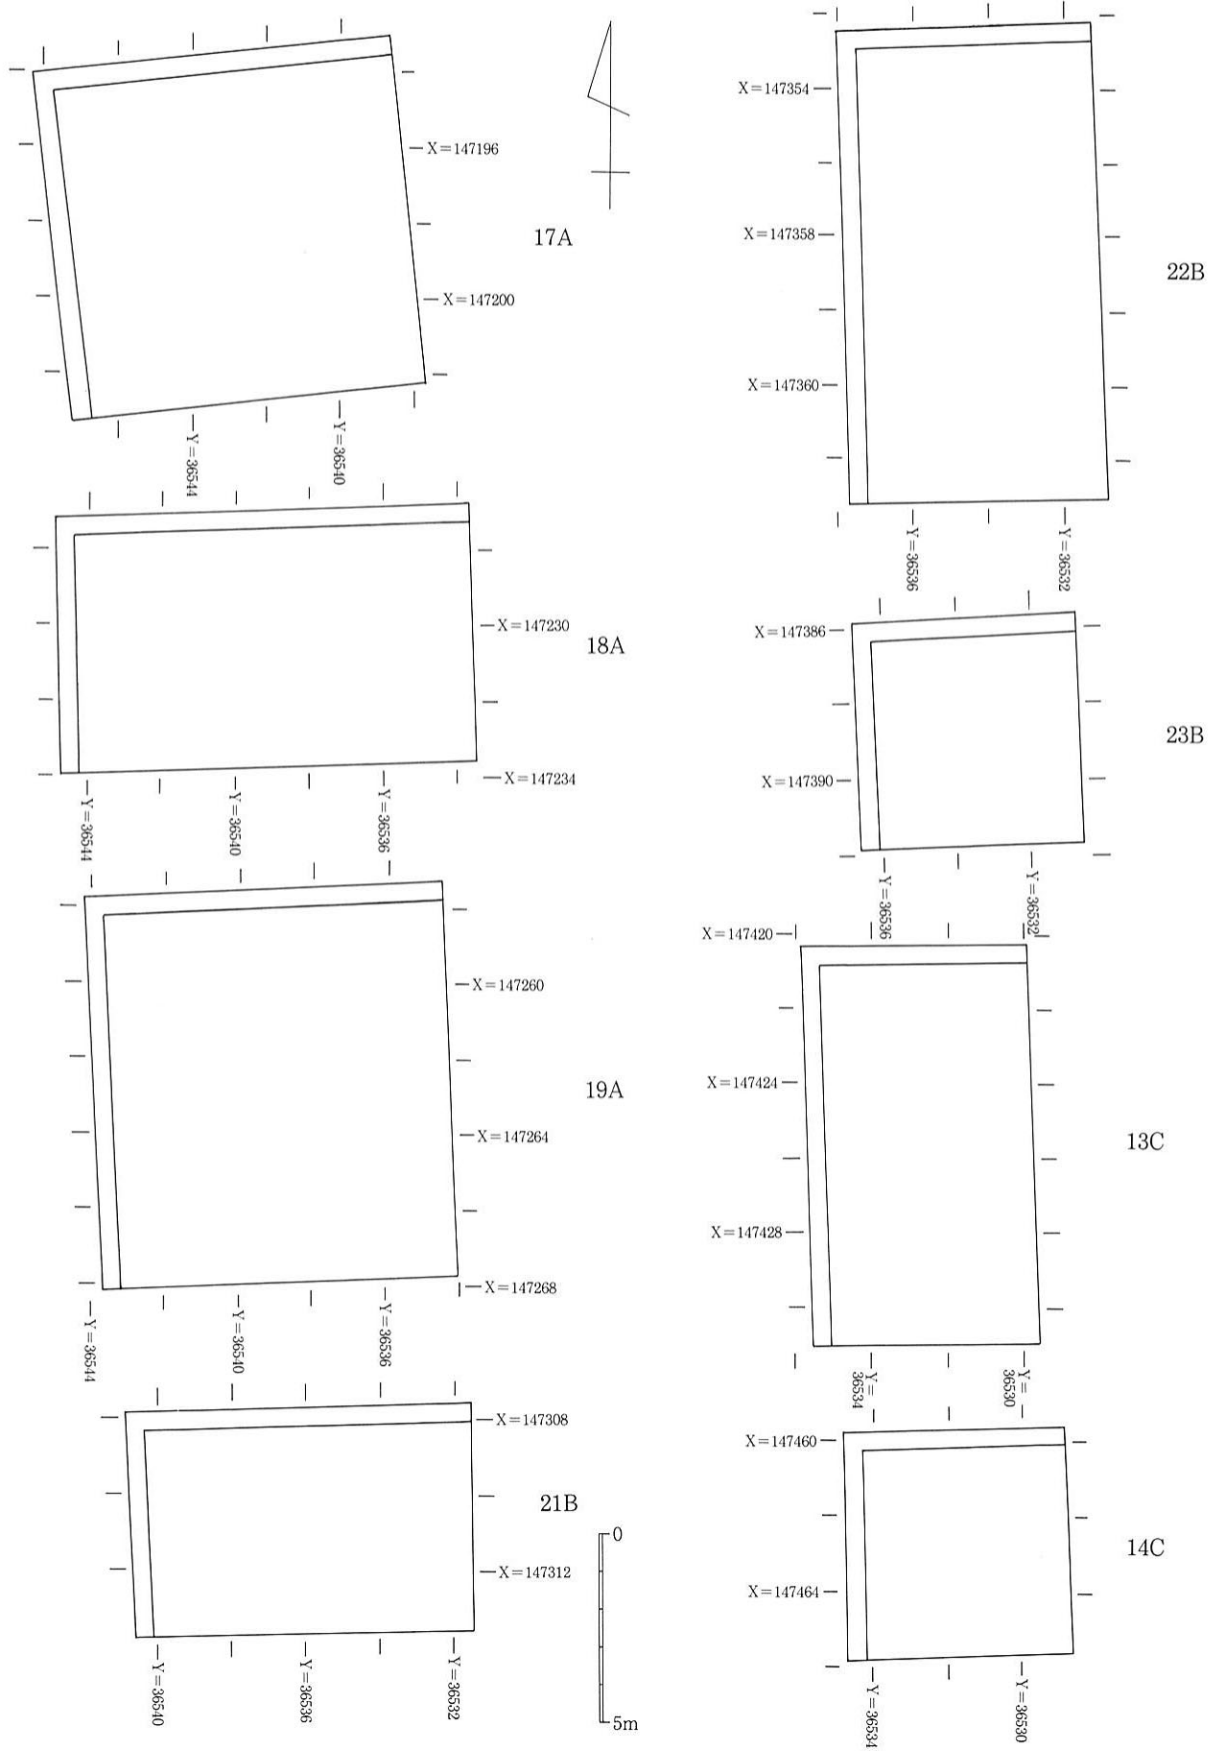 X=147196
17A
X=147200
Y=36544
Y=36540
X=147230
18A
X=147234
Y=36544
Y=36540
Y=36536
X=147260
19A
X=147264
X=147268
Y=36544
Y=36540
Y=36536
X=147308
21B
X=147312
Y=36540
Y=36536
Y=36532
0
5m
X=147354
X=147358
22B
X=147360
Y=36536
Y=36532
X=147386
23B
X=147390
Y=36536
Y=36532
X=147420
X=147424
13C
X=147428
Y=
36534
Y=
36530
X=147460
14C
X=147464
Y=36534
Y=36530